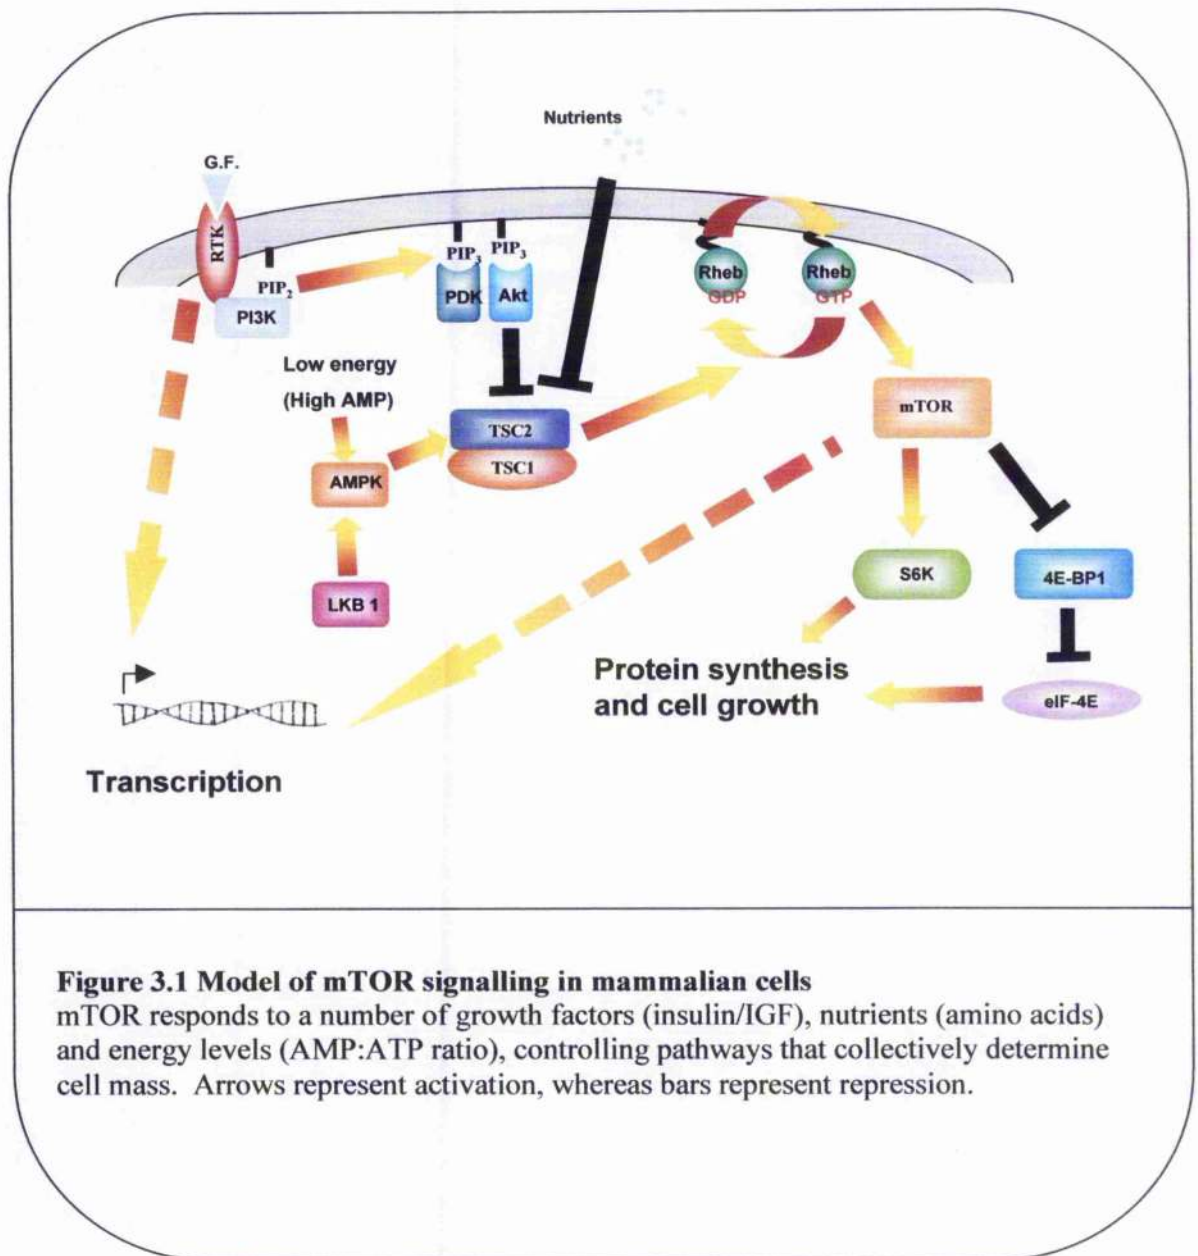 Nutrients
G.F.
RTK
PIP2
PI3K
PIP3
PIP3
PDK
Akt
Rheb
GDP
Rheb
GTP
Low energy
(High AMP)
TSC2
TSC1
mTOR
AMPK
LKB 1
S6K
4E-BP1
Protein synthesis
and cell growth
eIF-4E
Transcription
Figure 3.1 Model of mTOR signalling in mammalian cells
mTOR responds to a number of growth factors (insulin/IGF), nutrients (amino acids)
and energy levels (AMP:ATP ratio), controlling pathways that collectively determine
cell mass. Arrows represent activation, whereas bars represent repression.